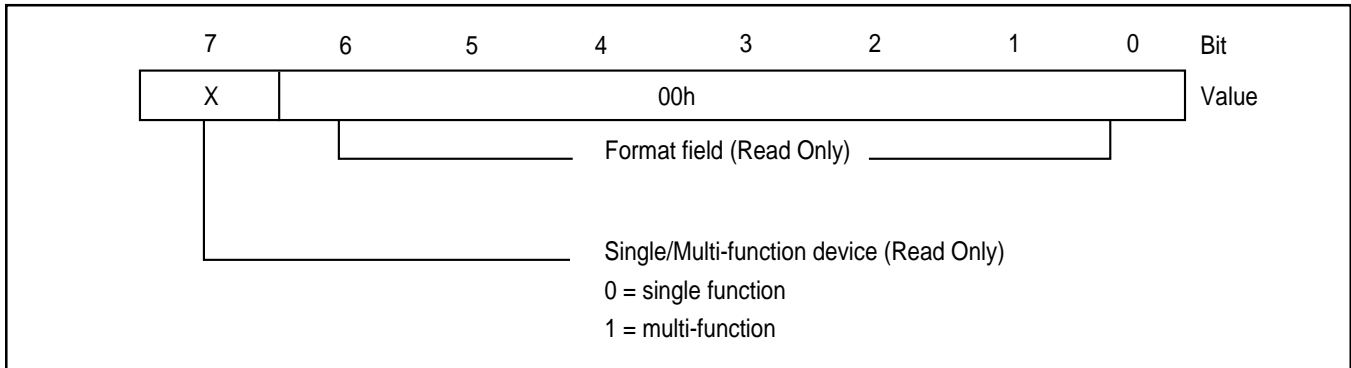 7 6 5 4 3 2 1 0 Bit
X 00h Value
Format field (Read Only)
Single/Multi-function device (Read Only)
0 = single function
1 = multi-function